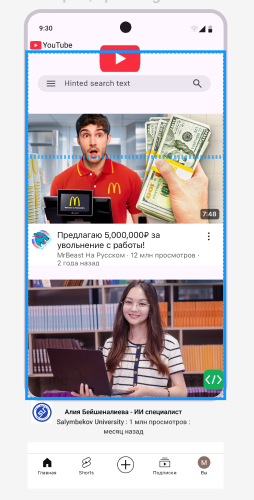 9:30
YouTube
Hinted search text
7:48
Предлагаю 5,000,000₽ за
увольнение с работы!
MrBeast На Русском · 12 млн просмотров ·
2 года назад
Алия Бейшеналиева - ИИ специалист
Salymbekov University : 1 млн просмотров :
месяц назад
Главная
Shorts
Подписки
M
Вы